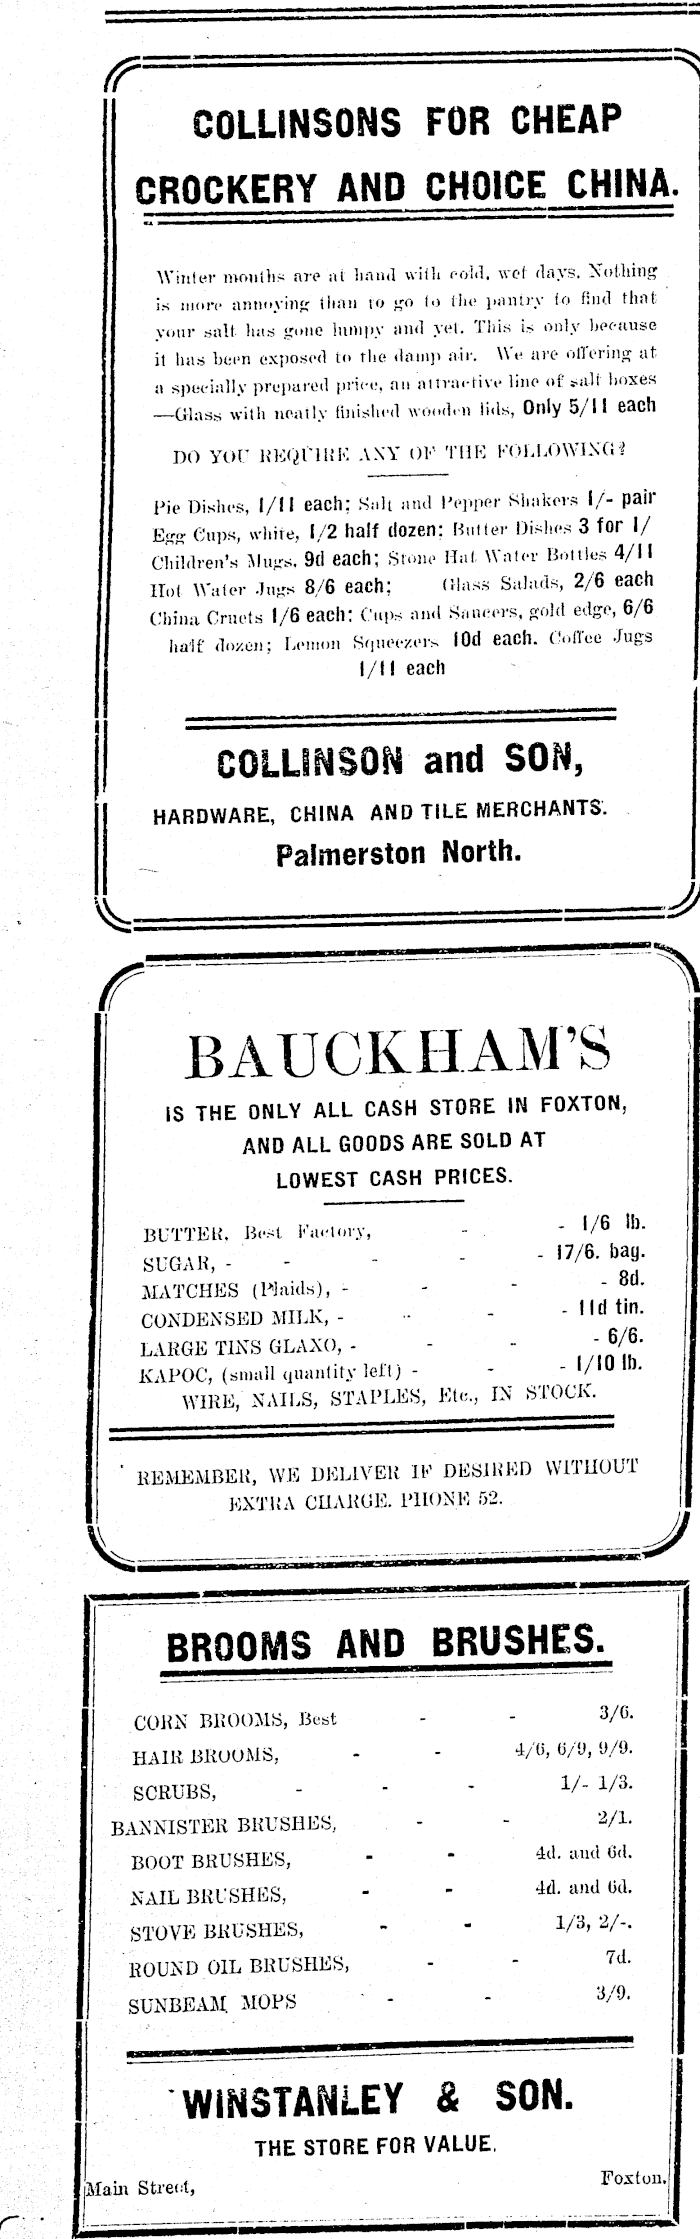 COLLINSONS FOR CHEAP
CROCKERY AND CHOICE CHINA.
Winter months are at hand with cold, wet days. Nothing
is more annoying than to go to the pantry to find that
your salt has gone lumpy and yet. This is only because
it has been exposed to the damp air. We are offering at
a specially prepared price, an attractive line of salt boxes
—Glass with neatly finished wooden lids, Only 5/11 each
DO YOU REQUIRE ANY OF THE FOLLOWING?
Pie Dishes, 1/11 each; Salt and Pepper Shakers 1/- pair
Egg Cups, white, 1/2 half dozen; Butter Dishes 3 for 1/
Children's Mugs, 9d each; Stone Hat Water Bottles 4/11
Hot Water Jugs 8/6 each; Glass Salads, 2/6 each
China Cruets 1/6 each; Cups and Saucers, gold edge, 6/6
half dozen; Lemon Squeezers 10d each. Coffee Jugs
1/11 each
COLLINSON and SON,
HARDWARE, CHINA AND TILE MERCHANTS.
Palmerston North.
BAUCKHAM'S
IS THE ONLY ALL CASH STORE IN FOXTON,
AND ALL GOODS ARE SOLD AT
LOWEST CASH PRICES.
BUTTER, Best Factory, - - 1/6 lb.
SUGAR, - - - - - 17/6. bag.
MATCHES (Plaids), - - - - 8d.
CONDENSED MILK, - - - - 11d tin.
LARGE TINS GLAXO, - - - - 6/6.
KAPOC, (small quantity left) - - - 1/10 lb.
WIRE, NAILS, STAPLES, Etc., IN STOCK.
REMEMBER, WE DELIVER IF DESIRED WITHOUT
EXTRA CHARGE. PHONE 52.
BROOMS AND BRUSHES.
CORN BROOMS, Best - - 3/6.
HAIR BROOMS, - - 4/6, 6/9, 9/9.
SCRUBS, - - - 1/- 1/3.
BANNISTER BRUSHES, - - 2/1.
BOOT BRUSHES, - - 4d. and 6d.
NAIL BRUSHES, - - 4d. and 6d.
STOVE BRUSHES, - - 1/3, 2/-.
ROUND OIL BRUSHES, - - 7d.
SUNBEAM MOPS - - 3/9.
WINSTANLEY & SON.
THE STORE FOR VALUE.
Main Street, Foxton.